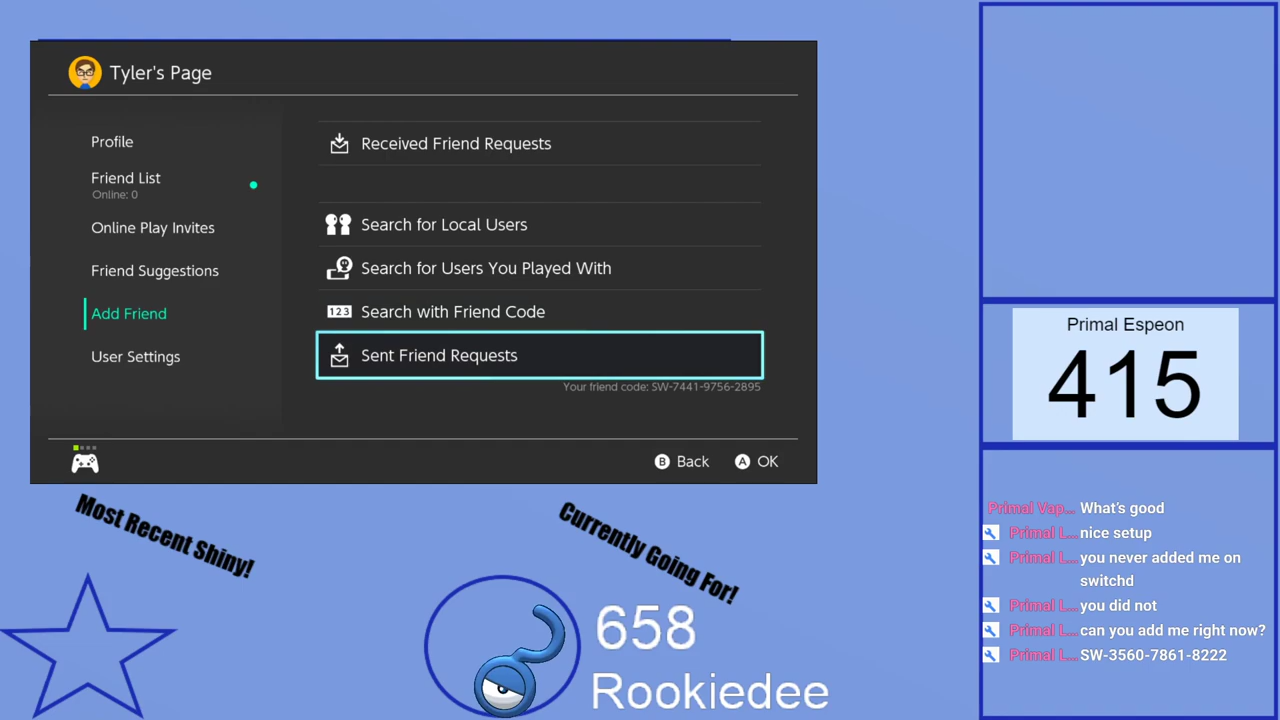 Tyler's Page
Profile
Friend List
Online: 0
Online Play Invites
Friend Suggestions
Add Friend
User Settings
Received Friend Requests
Search for Local Users
Search for Users You Played With
123 Search with Friend Code
Sent Friend Requests
Your friend code: SW-7441-9756-2895
B Back A OK
Most Recent Shiny!
Currently Going For!
658
Rookiedee
Primal Espeon
415
Primal Vap... What's good
Primal L... nice setup
Primal L... you never added me on
switchd
Primal L... you did not
Primal L... can you add me right now?
Primal L... SW-3560-7861-8222